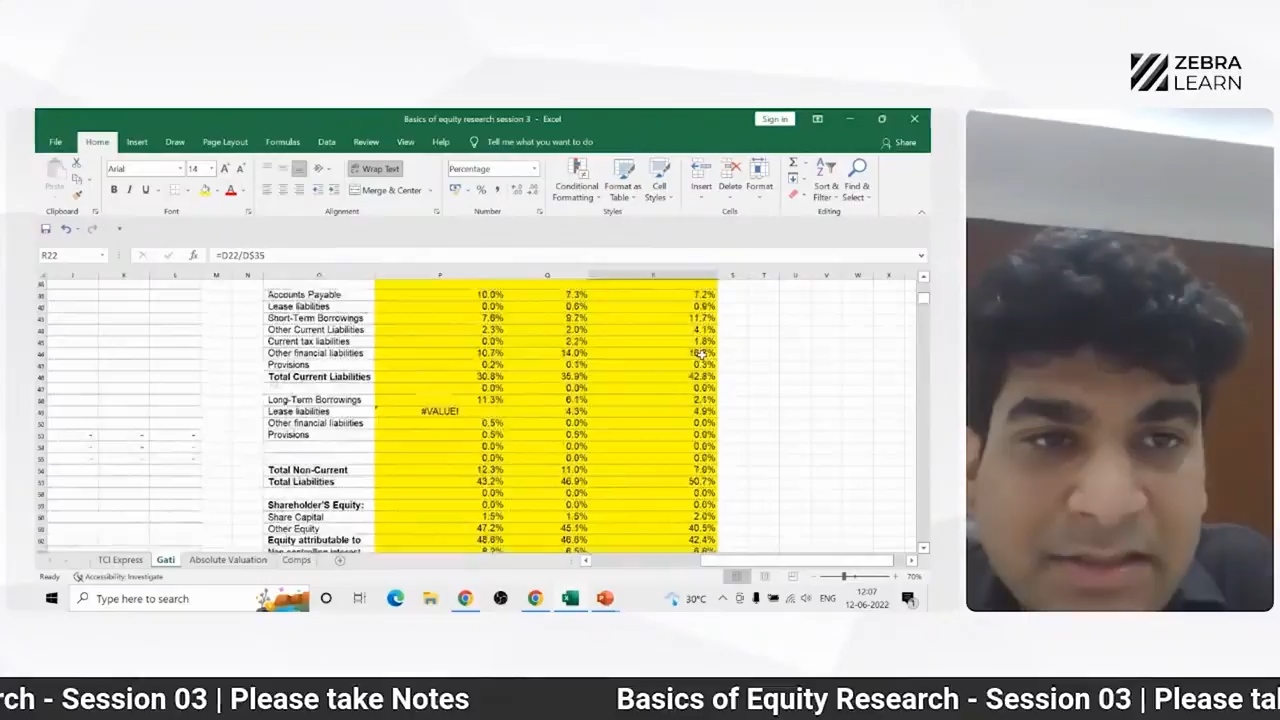 ZEBRA
LEARN
Basics of equity research session 3 - Excel
Sign in
File Home Insert Draw Page Layout Formulas Data Review View Help Tell me what you want to do
Share
Arial 14 Wrap Text Percentage
Paste B I U Merge & Center % Conditional Formatting Format as Table Cell Styles Insert Delete Format Sort & Filter Find & Select
Clipboard Font Alignment Number Styles Cells Editing
R22 fx =D22/D$35
M N O P Q S T U V W X
Accounts Payable 10.0% 7.3% 7.2%
Lease liabilities 0.0% 0.6% 0.9%
Short-Term Borrowings 7.6% 9.7% 11.7%
Other Current Liabilities 2.3% 2.0% 4.1%
Current tax liabilities 0.0% 2.2% 1.8%
Other financial liabilities 10.7% 14.0%
Provisions 0.2% 0.1% 0.3%
Total Current Liabilities 30.8% 35.9% 42.8%
0.0% 0.0% 0.0%
Long-Term Borrowings 11.3% 6.1% 2.1%
Lease liabilities #VALUE! 4.3% 4.9%
Other financial liabilities 0.5% 0.0% 0.0%
Provisions 0.5% 0.5% 0.0%
0.0% 0.0% 0.0%
0.0% 0.0% 0.0%
Total Non-Current 12.3% 11.0% 7.9%
Total Liabilities 43.2% 46.9% 50.7%
0.0% 0.0% 0.0%
Shareholder'S Equity: 0.0% 0.0% 0.0%
Share Capital 1.5% 1.5% 2.0%
Other Equity 47.2% 45.1% 40.5%
Equity attributable to 48.6% 46.6% 42.4%
Non controlling interest 8.2% 6.5%
TCI Express Gati Absolute Valuation Comps
Ready Accessibility: Investigate 70%
Type here to search 30°C ENG 12:07
12-06-2022
rch - Session 03 | Please take Notes Basics of Equity Research - Session 03 | Please tal